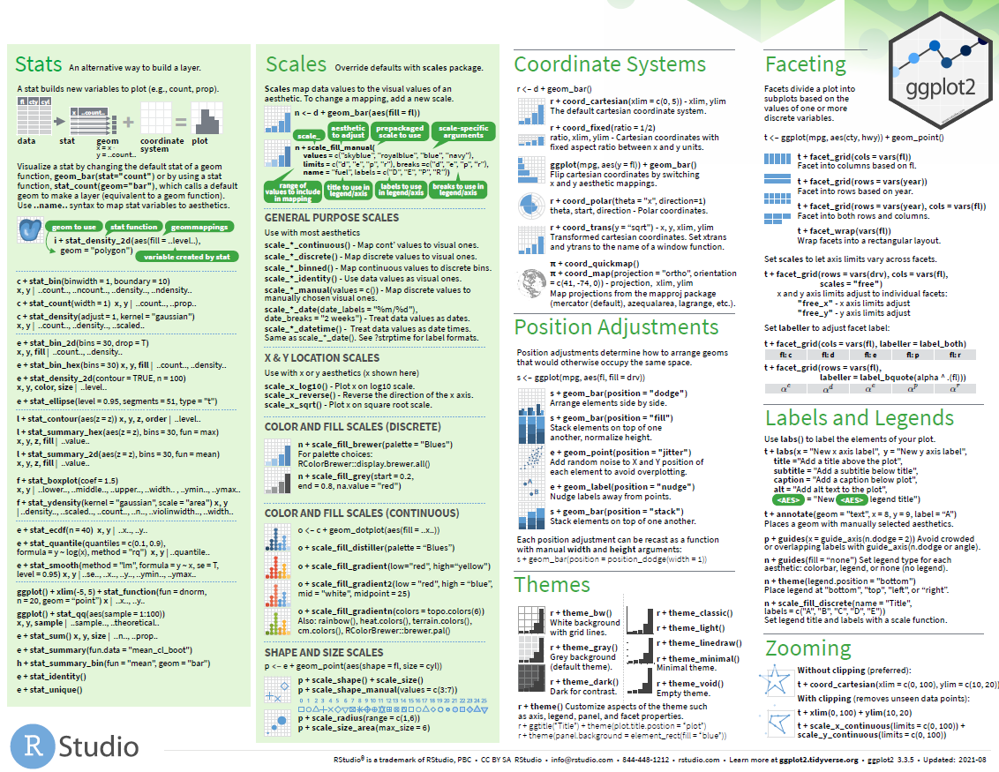 Stats An alternative way to build a layer.
A stat builds new variables to plot (e.g., count, prop).
fl cty cyl
x ..count..
+ =
data stat geom coordinate plot
x = x
system
y = ..count..
Visualize a stat by changing the default stat of a geom
function, geom_bar(stat="count") or by using a stat
function, stat_count(geom="bar"), which calls a default
geom to make a layer (equivalent to a geom function).
Use ..name.. syntax to map stat variables to aesthetics.
geom to use stat function geommappings
i + stat_density_2d(aes(fill = ..level..),
geom = "polygon")
variable created by stat
c + stat_bin(binwidth = 1, boundary = 10)
x, y | ..count.., ..ncount.., ..density.., ..ndensity..
c + stat_count(width = 1) x, y | ..count.., ..prop..
c + stat_density(adjust = 1, kernel = "gaussian")
x, y | ..count.., ..density.., ..scaled..
e + stat_bin_2d(bins = 30, drop = T)
x, y, fill | ..count.., ..density..
e + stat_bin_hex(bins = 30) x, y, fill | ..count.., ..density..
e + stat_density_2d(contour = TRUE, n = 100)
x, y, color, size | ..level..
e + stat_ellipse(level = 0.95, segments = 51, type = "t")
l + stat_contour(aes(z = z)) x, y, z, order | ..level..
l + stat_summary_hex(aes(z = z), bins = 30, fun = max)
x, y, z, fill | ..value..
l + stat_summary_2d(aes(z = z), bins = 30, fun = mean)
x, y, z, fill | ..value..
f + stat_boxplot(coef = 1.5)
x, y | ..lower.., ..middle.., ..upper.., ..width.. , ..ymin.., ..ymax..
f + stat_ydensity(kernel = "gaussian", scale = "area") x, y
| ..density.., ..scaled.., ..count.., ..n.., ..violinwidth.., ..width..
e + stat_ecdf(n = 40) x, y | ..x.., ..y..
e + stat_quantile(quantiles = c(0.1, 0.9),
formula = y ~ log(x), method = "rq") x, y | ..quantile..
e + stat_smooth(method = "lm", formula = y ~ x, se = T,
level = 0.95) x, y | ..se.., ..x.., ..y.., ..ymin.., ..ymax..
ggplot() + xlim(-5, 5) + stat_function(fun = dnorm,
n = 20, geom = "point") x | ..x.., ..y..
ggplot() + stat_qq(aes(sample = 1:100))
x, y, sample | ..sample.., ..theoretical..
e + stat_sum() x, y, size | ..n.., ..prop..
e + stat_summary(fun.data = "mean_cl_boot")
h + stat_summary_bin(fun = "mean", geom = "bar")
e + stat_identity()
e + stat_unique()
Scales Override defaults with scales package.
Scales map data values to the visual values of an
aesthetic. To change a mapping, add a new scale.
n <- d + geom_bar(aes(fill = fl))
scale_ aesthetic to adjust prepackaged scale to use scale-specific arguments
n + scale_fill_manual(
values = c("skyblue", "royalblue", "blue", "navy"),
limits = c("d", "e", "p", "r"), breaks =c("d", "e", "p", "r"),
name = "fuel", labels = c("D", "E", "P", "R"))
range of values to include in mapping title to use in legend/axis labels to use in legend/axis breaks to use in legend/axis
GENERAL PURPOSE SCALES
Use with most aesthetics
scale_*_continuous() - Map cont' values to visual ones.
scale_*_discrete() - Map discrete values to visual ones.
scale_*_binned() - Map continuous values to discrete bins.
scale_*_identity() - Use data values as visual ones.
scale_*_manual(values = c()) - Map discrete values to
manually chosen visual ones.
scale_*_date(date_labels = "%m/%d"),
date_breaks = "2 weeks") - Treat data values as dates.
scale_*_datetime() - Treat data values as date times.
Same as scale_*_date(). See ?strptime for label formats.
X & Y LOCATION SCALES
Use with x or y aesthetics (x shown here)
scale_x_log10() - Plot x on log10 scale.
scale_x_reverse() - Reverse the direction of the x axis.
scale_x_sqrt() - Plot x on square root scale.
COLOR AND FILL SCALES (DISCRETE)
n + scale_fill_brewer(palette = "Blues")
For palette choices:
RColorBrewer::display.brewer.all()
n + scale_fill_grey(start = 0.2,
end = 0.8, na.value = "red")
COLOR AND FILL SCALES (CONTINUOUS)
o <- c + geom_dotplot(aes(fill = ..x..))
o + scale_fill_distiller(palette = "Blues")
o + scale_fill_gradient(low="red", high="yellow")
o + scale_fill_gradient2(low = "red", high = "blue",
mid = "white", midpoint = 25)
o + scale_fill_gradientn(colors = topo.colors(6))
Also: rainbow(), heat.colors(), terrain.colors(),
cm.colors(), RColorBrewer::brewer.pal()
SHAPE AND SIZE SCALES
p <- e + geom_point(aes(shape = fl, size = cyl))
p + scale_shape() + scale_size()
p + scale_shape_manual(values = c(3:7))
0 1 2 3 4 5 6 7 8 9 10 11 12 13 14 15 16 17 18 19 20 21 22 23 24 25
p + scale_radius(range = c(1,6))
p + scale_size_area(max_size = 6)
Coordinate Systems
r <- d + geom_bar()
r + coord_cartesian(xlim = c(0, 5)) - xlim, ylim
The default cartesian coordinate system.
r + coord_fixed(ratio = 1/2)
ratio, xlim, ylim - Cartesian coordinates with
fixed aspect ratio between x and y units.
ggplot(mpg, aes(y = fl)) + geom_bar()
Flip cartesian coordinates by switching
x and y aesthetic mappings.
r + coord_polar(theta = "x", direction=1)
theta, start, direction - Polar coordinates.
r + coord_trans(y = "sqrt") - x, y, xlim, ylim
Transformed cartesian coordinates. Set xtrans
and ytrans to the name of a window function.
π + coord_quickmap()
π + coord_map(projection = "ortho", orientation
= c(41, -74, 0)) - projection, xlim, ylim
Map projections from the mapproj package
(mercator (default), azequalarea, lagrange, etc.).
Position Adjustments
Position adjustments determine how to arrange geoms
that would otherwise occupy the same space.
s <- ggplot(mpg, aes(fl, fill = drv))
s + geom_bar(position = "dodge")
Arrange elements side by side.
s + geom_bar(position = "fill")
Stack elements on top of one
another, normalize height.
e + geom_point(position = "jitter")
Add random noise to X and Y position of
each element to avoid overplotting.
A
B
e + geom_label(position = "nudge")
Nudge labels away from points.
s + geom_bar(position = "stack")
Stack elements on top of one another.
Each position adjustment can be recast as a function
with manual width and height arguments:
s + geom_bar(position = position_dodge(width = 1))
Themes
r + theme_bw()
White background
with grid lines.
r + theme_gray()
Grey background
(default theme).
r + theme_dark()
Dark for contrast.
r + theme_classic()
r + theme_light()
r + theme_linedraw()
r + theme_minimal()
Minimal theme.
r + theme_void()
Empty theme.
r + theme() Customize aspects of the theme such
as axis, legend, panel, and facet properties.
r + ggtitle("Title") + theme(plot.title.postion = "plot")
r + theme(panel.background = element_rect(fill = "blue"))
Faceting
ggplot2
Facets divide a plot into
subplots based on the
values of one or more
discrete variables.
t <- ggplot(mpg, aes(cty, hwy)) + geom_point()
t + facet_grid(cols = vars(fl))
Facet into columns based on fl.
t + facet_grid(rows = vars(year))
Facet into rows based on year.
t + facet_grid(rows = vars(year), cols = vars(fl))
Facet into both rows and columns.
t + facet_wrap(vars(fl))
Wrap facets into a rectangular layout.
Set scales to let axis limits vary across facets.
t + facet_grid(rows = vars(drv), cols = vars(fl),
scales = "free")
x and y axis limits adjust to individual facets:
"free_x" - x axis limits adjust
"free_y" - y axis limits adjust
Set labeller to adjust facet label:
t + facet_grid(cols = vars(fl), labeller = label_both)
fl: c fl: d fl: e fl: p fl: r
t + facet_grid(rows = vars(fl),
labeller = label_bquote(alpha ^ .(fl)))
α^c α^d α^e α^p α^r
Labels and Legends
Use labs() to label the elements of your plot.
t + labs(x = "New x axis label", y = "New y axis label",
title ="Add a title above the plot",
subtitle = "Add a subtitle below title",
caption = "Add a caption below plot",
alt = "Add alt text to the plot",
<AES> = "New <AES> legend title")
t + annotate(geom = "text", x = 8, y = 9, label = "A")
Places a geom with manually selected aesthetics.
p + guides(x = guide_axis(n.dodge = 2)) Avoid crowded
or overlapping labels with guide_axis(n.dodge or angle).
n + guides(fill = "none") Set legend type for each
aesthetic: colorbar, legend, or none (no legend).
n + theme(legend.position = "bottom")
Place legend at "bottom", "top", "left", or "right".
n + scale_fill_discrete(name = "Title",
labels = c("A", "B", "C", "D", "E"))
Set legend title and labels with a scale function.
Zooming
Without clipping (preferred):
t + coord_cartesian(xlim = c(0, 100), ylim = c(10, 20))
With clipping (removes unseen data points):
t + xlim(0, 100) + ylim(10, 20)
t + scale_x_continuous(limits = c(0, 100)) +
scale_y_continuous(limits = c(0, 100))
R Studio
RStudio® is a trademark of RStudio, PBC • CC BY SA RStudio • info@rstudio.com • 844-448-1212 • rstudio.com • Learn more at ggplot2.tidyverse.org • ggplot2 3.3.5 • Updated: 2021-08